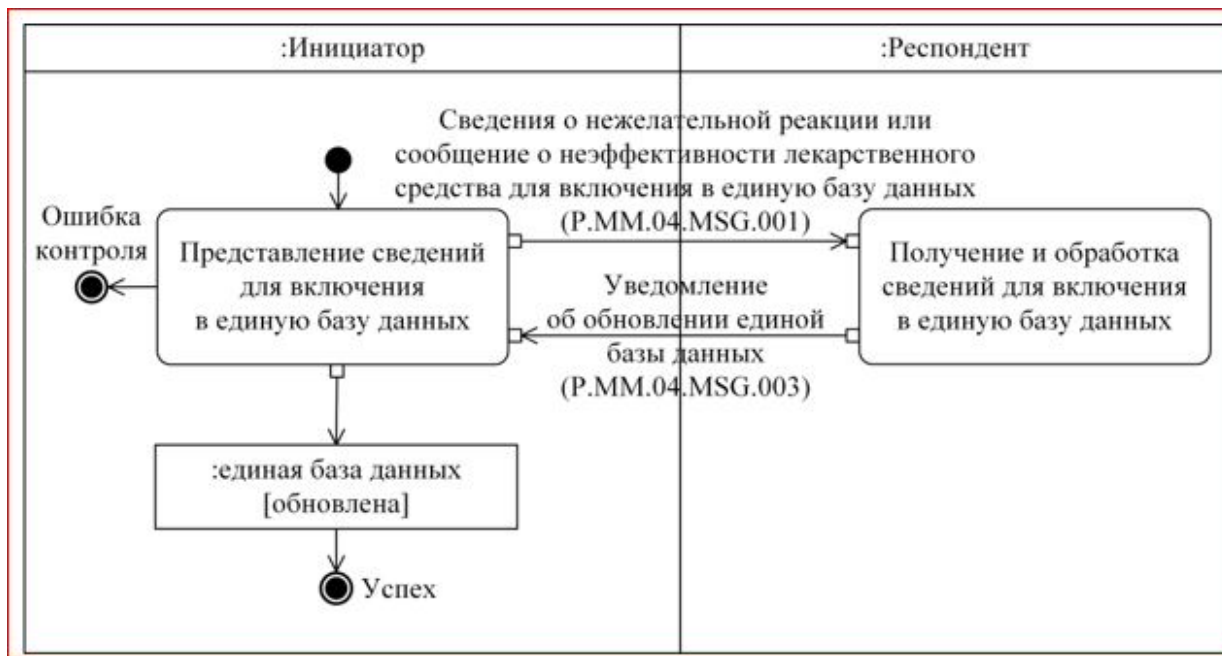 :Инициатор
:Респондент
Сведения о нежелательной реакции или
сообщение о неэффективности лекарственного
средства для включения в единую базу данных
(P.MM.04.MSG.001)
Ошибка
контроля
Представление сведений
для включения
в единую базу данных
Получение и обработка
сведений для включения
в единую базу данных
Уведомление
об обновлении единой
базы данных
(P.MM.04.MSG.003)
:единая база данных
[обновлена]
Успех